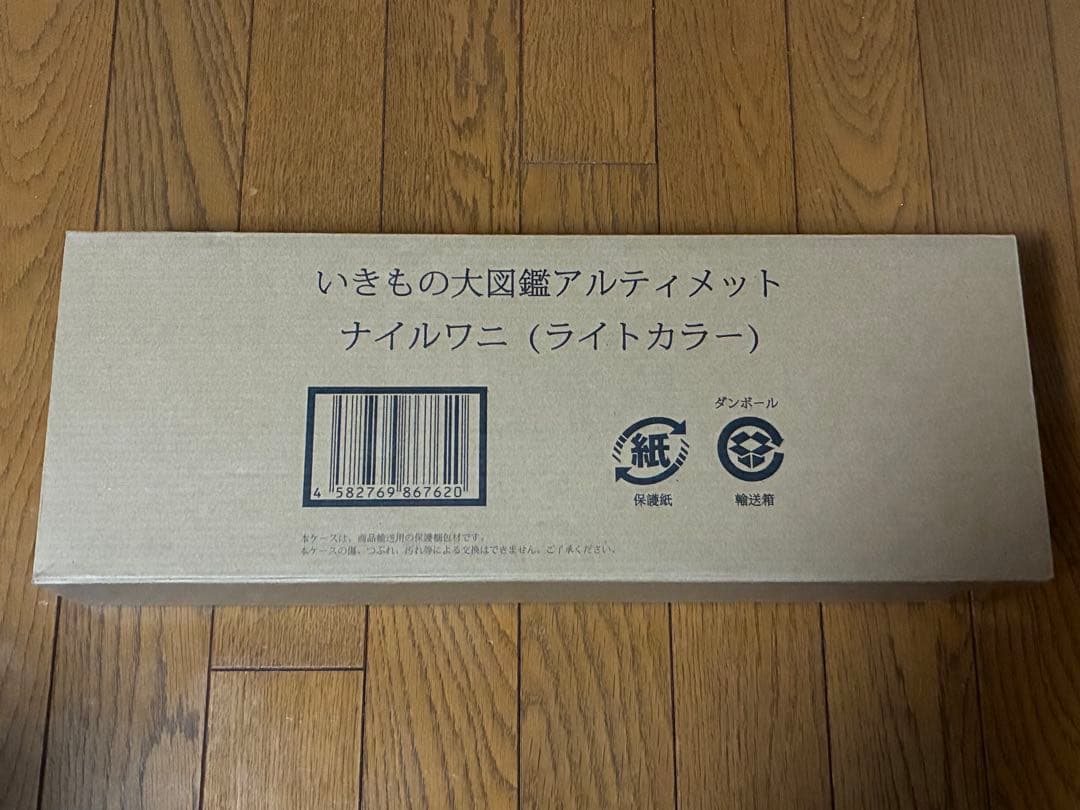 いきもの大図鑑アルティメット
ナイルワニ (ライトカラー)
4 582769 867620
紙
保護紙
ダンボール
輸送箱
本ケースは、商品輸送用の保護梱包材です。
本ケースの傷、つぶれ、汚れ等による交換はできません。ご了承ください。